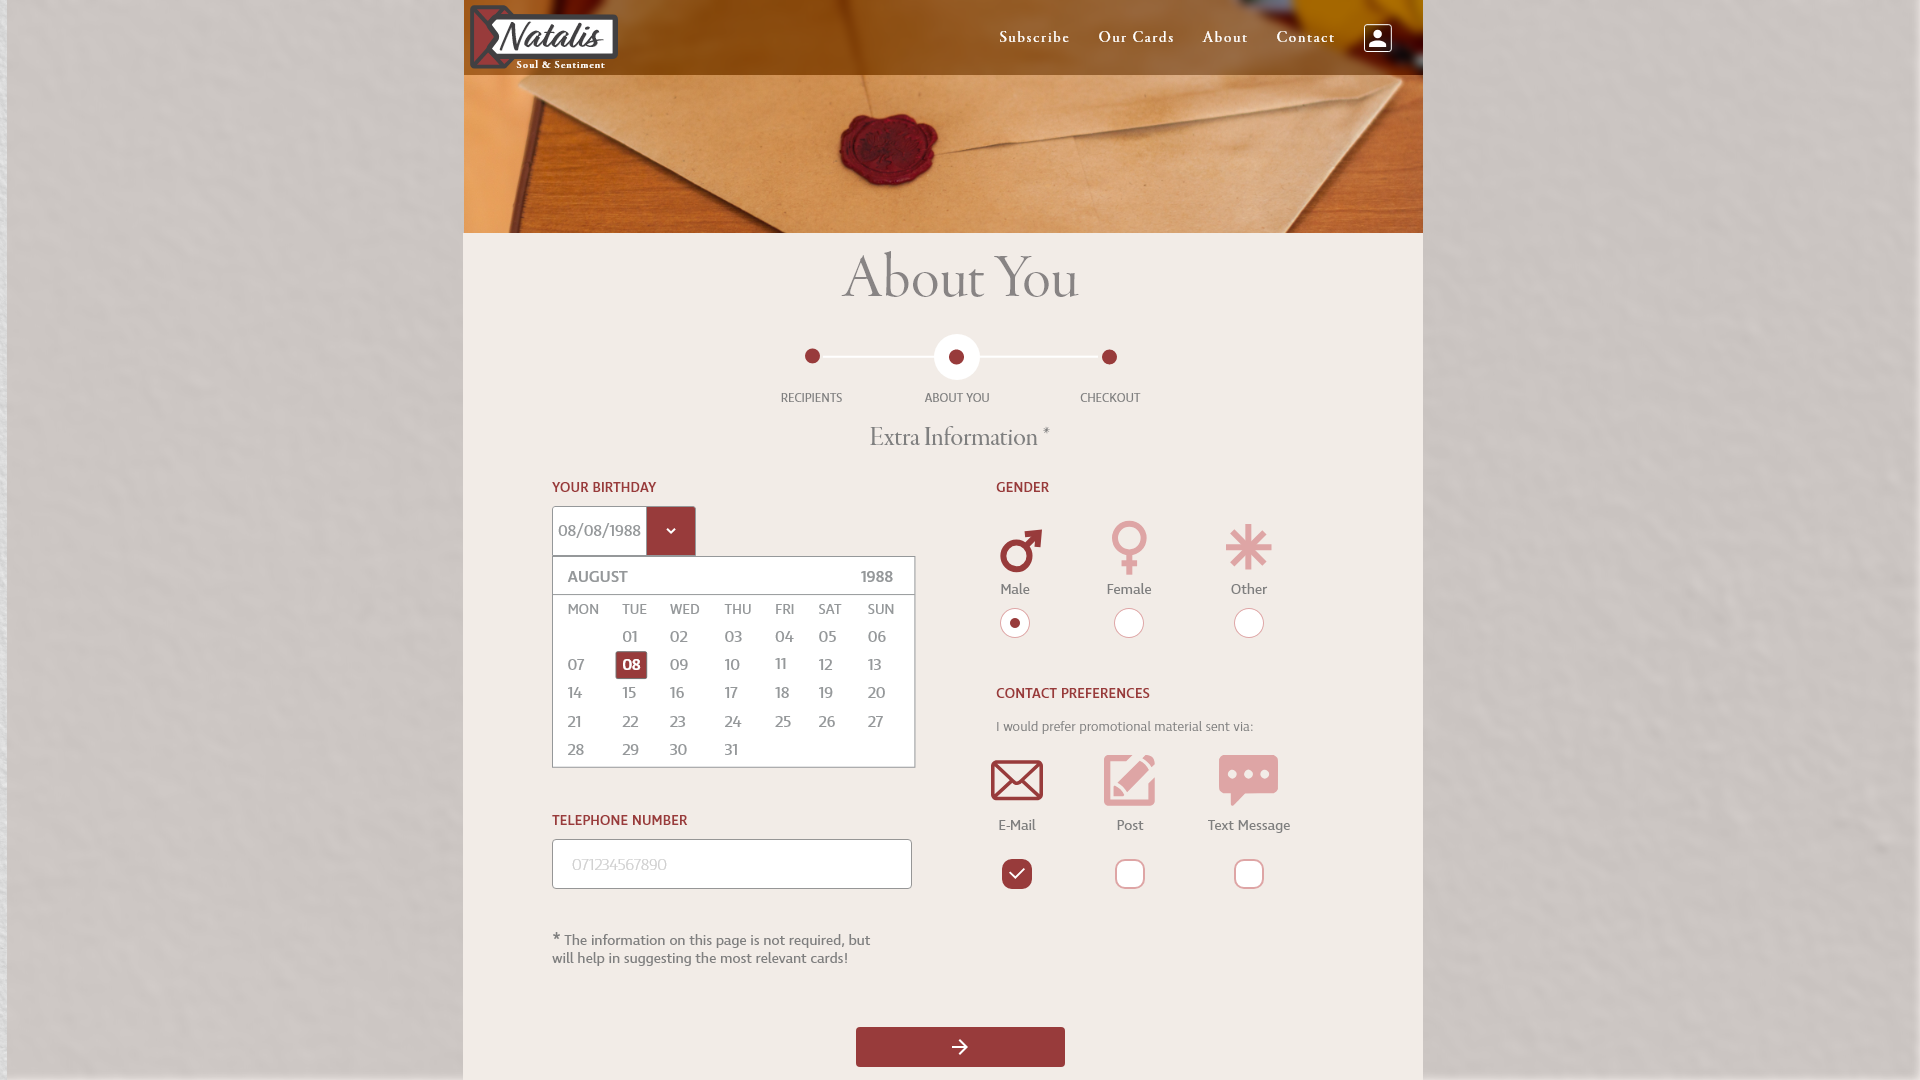 Natalis
Soul & Sentiment
Subscribe Our Cards About Contact
About You
RECIPIENTS ABOUT YOU CHECKOUT
Extra Information *
YOUR BIRTHDAY
08/08/1988
AUGUST 1988
MON TUE WED THU FRI SAT SUN
01 02 03 04 05 06
07 08 09 10 11 12 13
14 15 16 17 18 19 20
21 22 23 24 25 26 27
28 29 30 31
TELEPHONE NUMBER
071234567890
* The information on this page is not required, but
will help in suggesting the most relevant cards!
GENDER
Male Female Other
CONTACT PREFERENCES
I would prefer promotional material sent via:
E-Mail Post Text Message